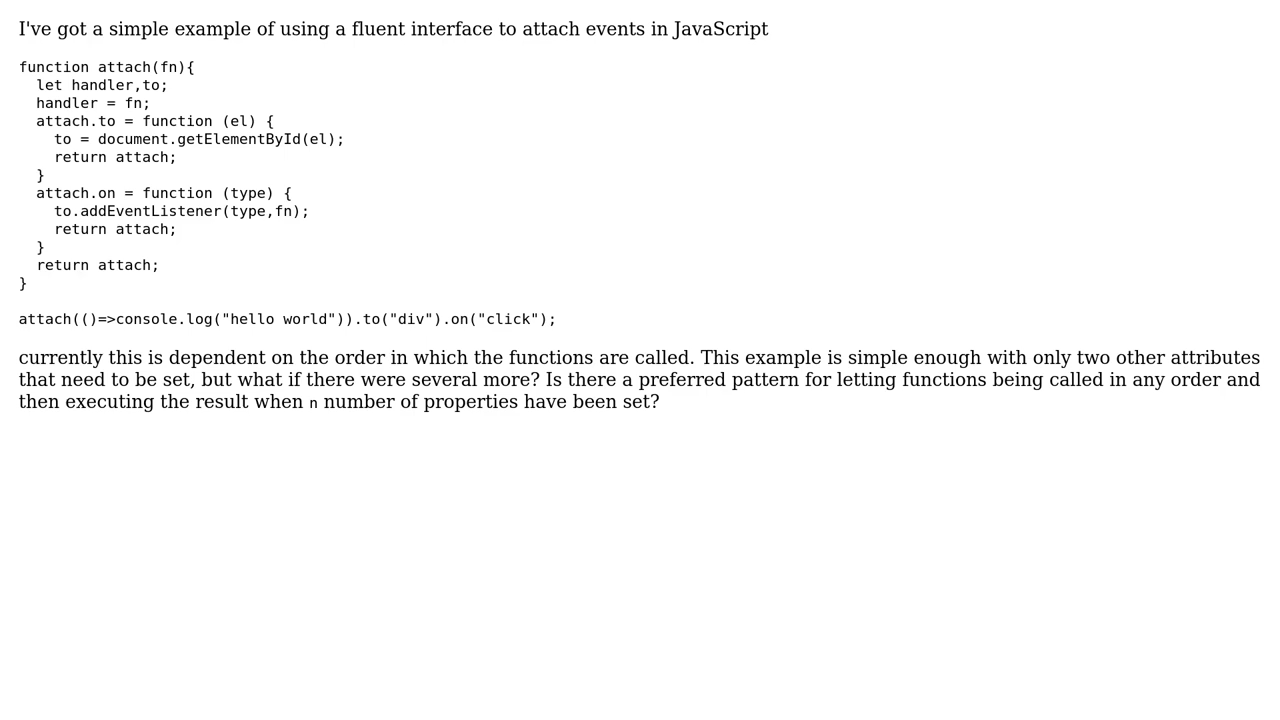 I've got a simple example of using a fluent interface to attach events in JavaScript
function attach(fn){
  let handler,to;
  handler = fn;
  attach.to = function (el) {
    to = document.getElementById(el);
    return attach;
  }
  attach.on = function (type) {
    to.addEventListener(type,fn);
    return attach;
  }
  return attach;
}
attach(()=>console.log("hello world")).to("div").on("click");
currently this is dependent on the order in which the functions are called. This example is simple enough with only two other attributes
that need to be set, but what if there were several more? Is there a preferred pattern for letting functions being called in any order and
then executing the result when n number of properties have been set?